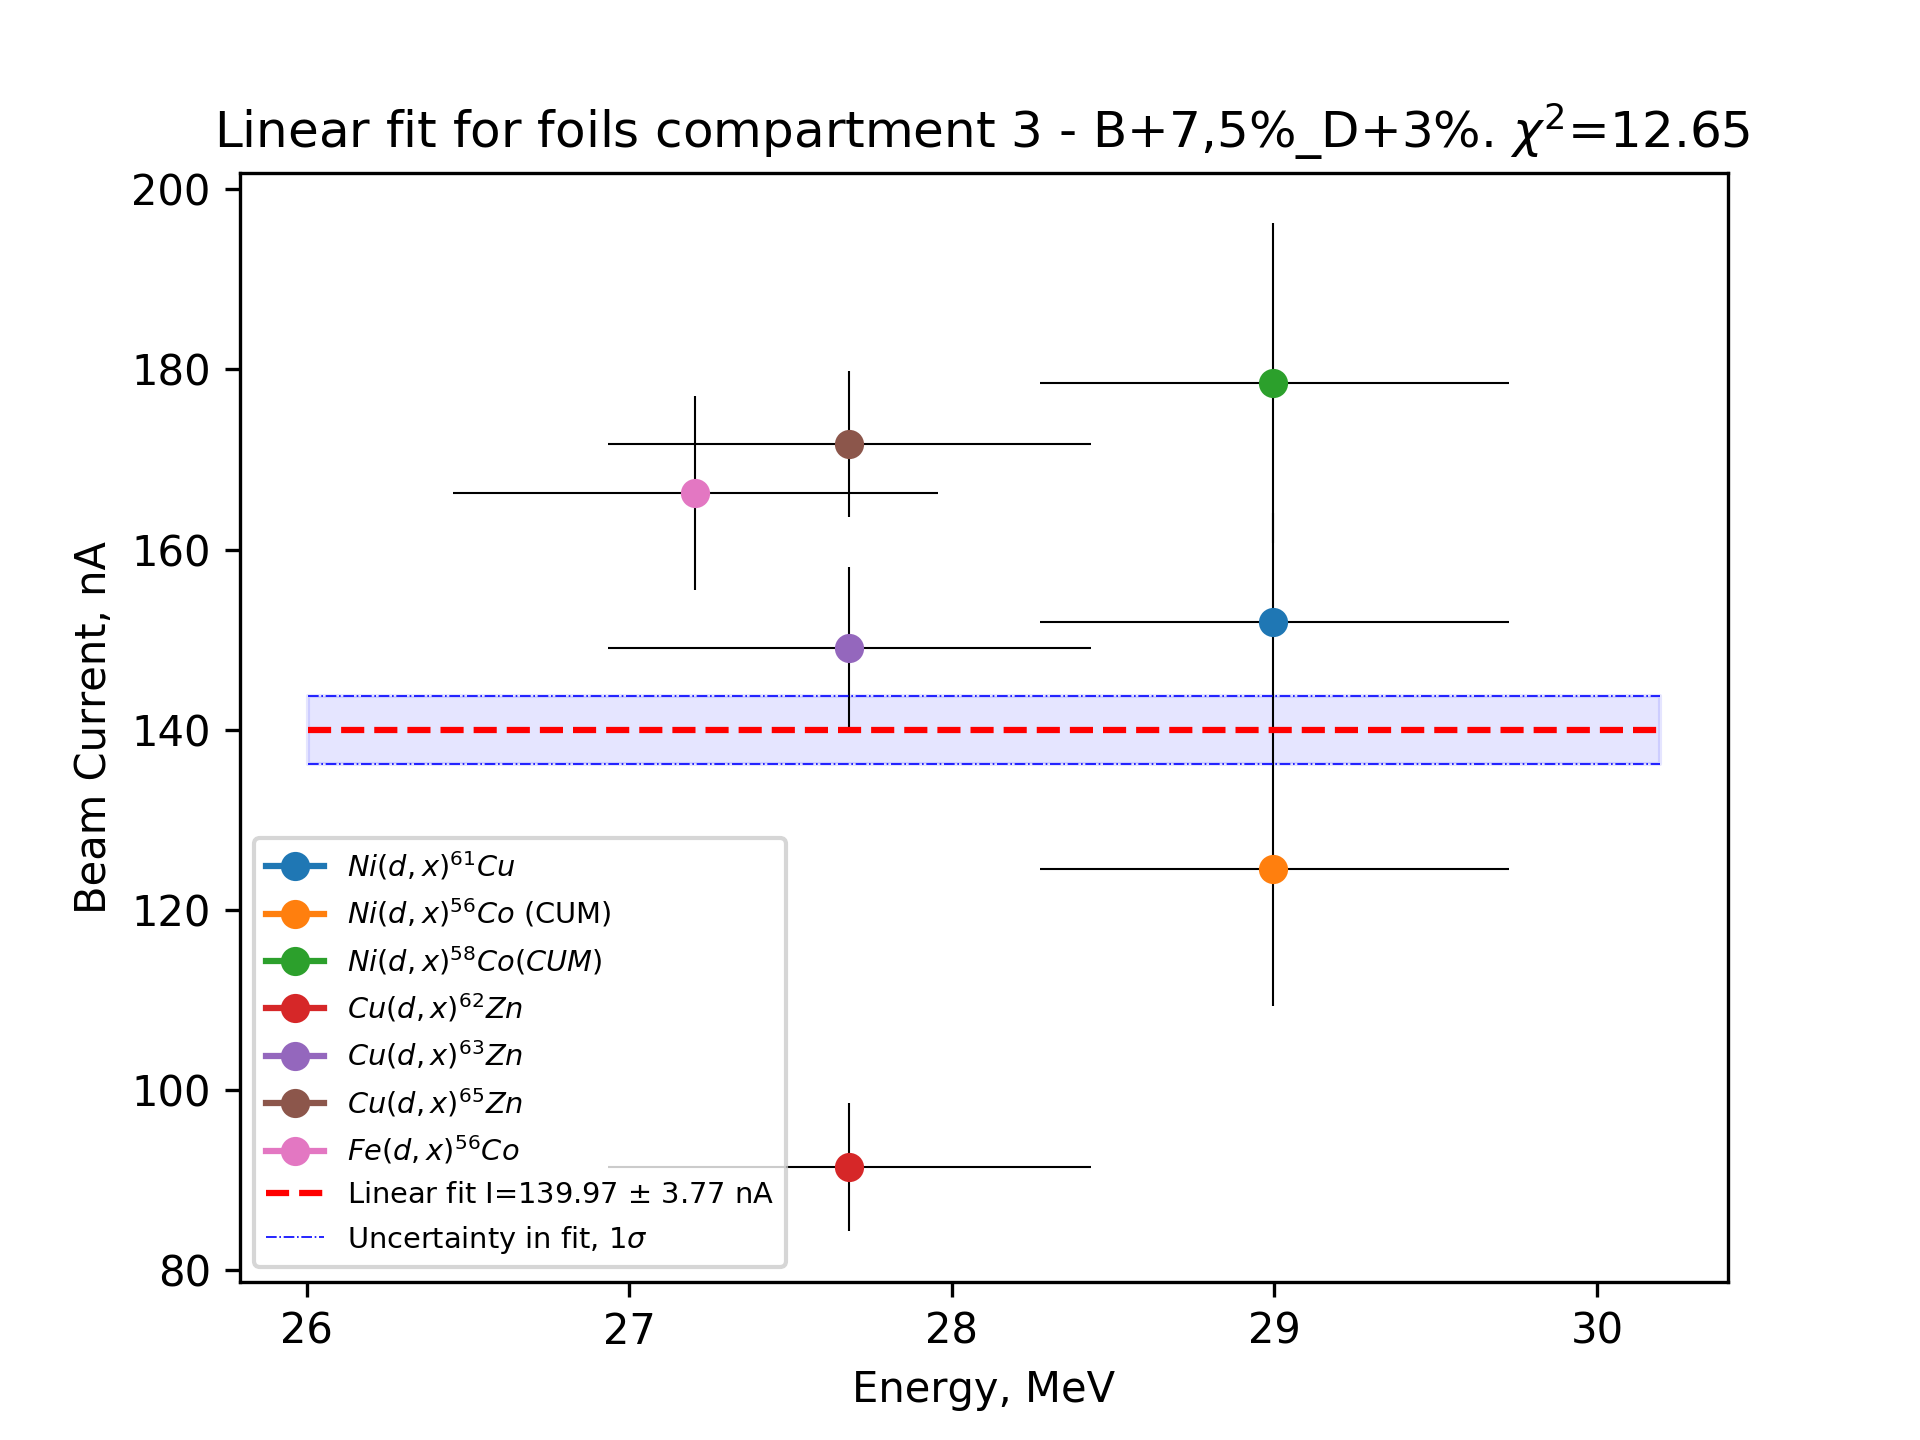 Linear fit for foils compartment 3 - B+7,5%_D+3%. χ²=12.65
200
180
160
140
120
100
80
Beam Current, nA
Ni(d, x)⁶¹Cu
Ni(d, x)⁵⁶Co (CUM)
Ni(d, x)⁵⁸Co(CUM)
Cu(d, x)⁶²Zn
Cu(d, x)⁶³Zn
Cu(d, x)⁶⁵Zn
Fe(d, x)⁵⁶Co
Linear fit I=139.97 ± 3.77 nA
Uncertainty in fit, 1σ
26 27 28 29 30
Energy, MeV